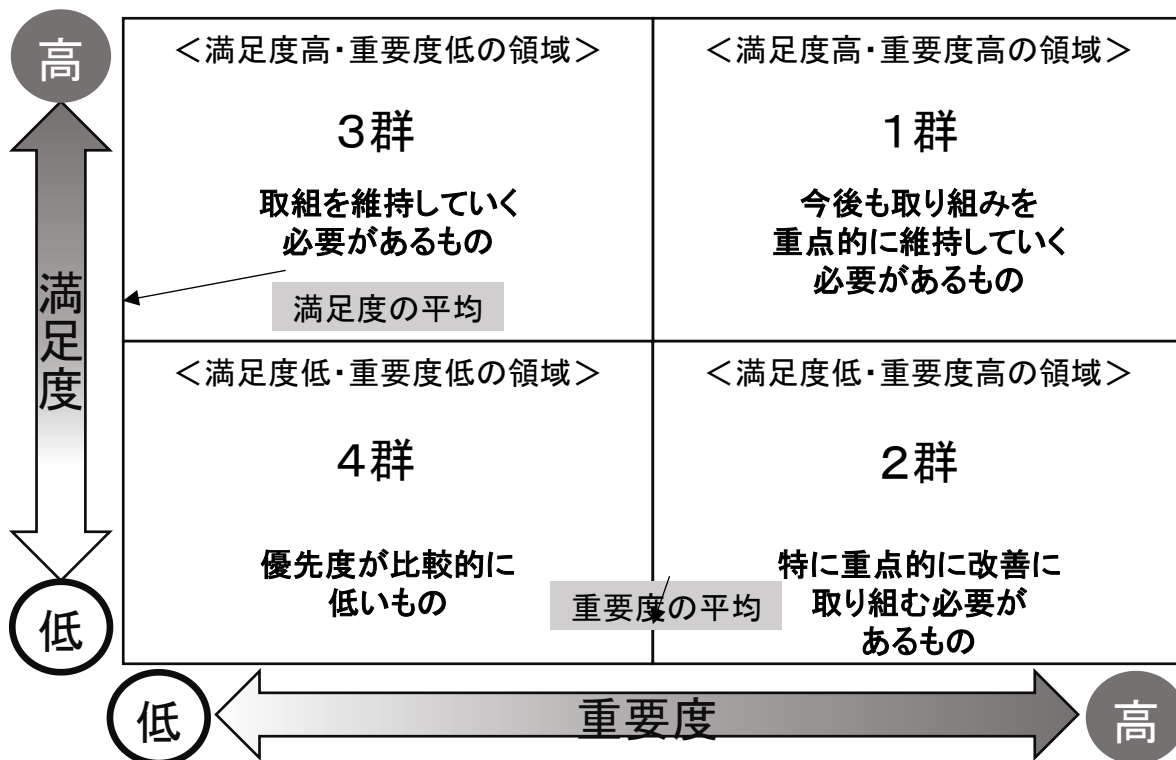 高
＜満足度高・重要度低の領域＞
３群
取組を維持していく
必要があるもの
満足度の平均
＜満足度高・重要度高の領域＞
１群
今後も取り組みを
重点的に維持していく
必要があるもの
満足度
＜満足度低・重要度低の領域＞
４群
優先度が比較的に
低いもの
重要度の平均
＜満足度低・重要度高の領域＞
２群
特に重点的に改善に
取り組む必要が
あるもの
低
低
重要度
高